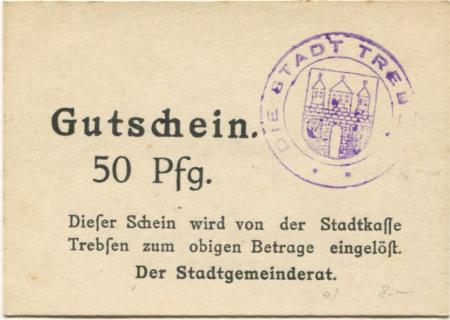 DIE STADT TREB
Gutschein.
50 Pfg.
Dieſer Schein wird von der Stadtkaſſe
Trebſen zum obigen Betrage eingelöſt.
Der Stadtgemeinderat.
e) 8.—